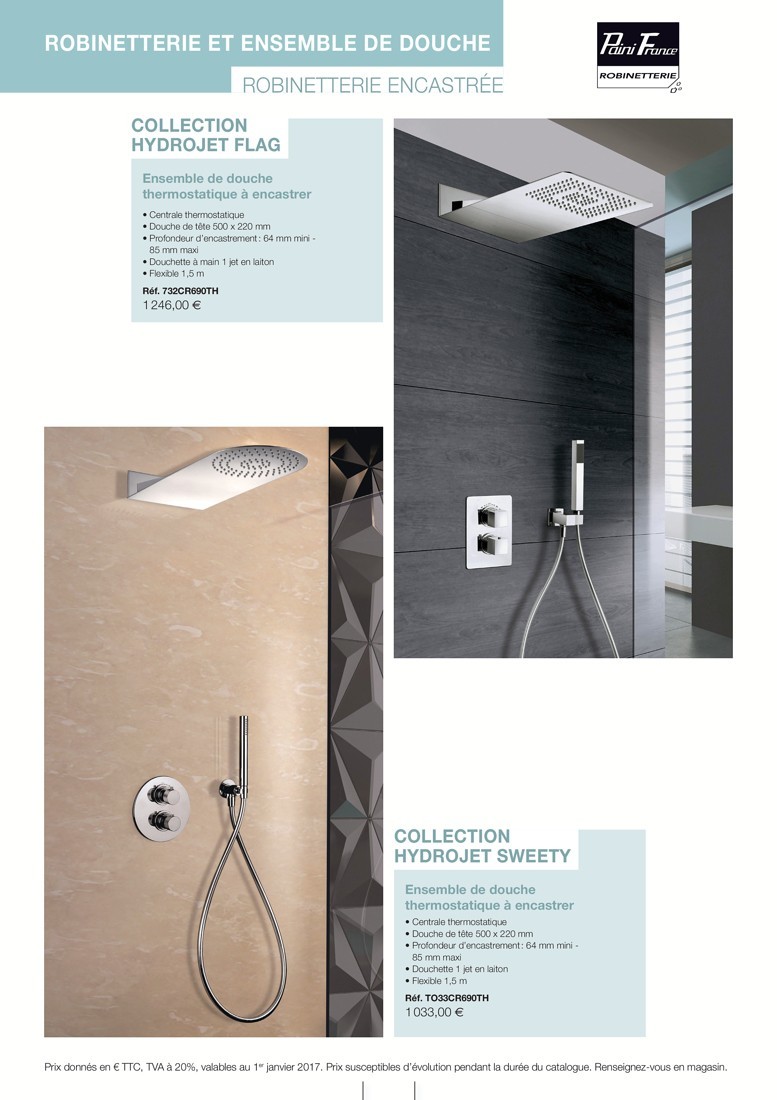 ROBINETTERIE ET ENSEMBLE DE DOUCHE
ROBINETTERIE ENCASTRÉE
Paini France
ROBINETTERIE
COLLECTION
HYDROJET FLAG
Ensemble de douche
thermostatique à encastrer
• Centrale thermostatique
• Douche de tête 500 x 220 mm
• Profondeur d'encastrement : 64 mm mini -
85 mm maxi
• Douchette à main 1 jet en laiton
• Flexible 1,5 m
Réf. 732CR690TH
1 246,00 €
COLLECTION
HYDROJET SWEETY
Ensemble de douche
thermostatique à encastrer
• Centrale thermostatique
• Douche de tête 500 x 220 mm
• Profondeur d'encastrement : 64 mm mini -
85 mm maxi
• Douchette 1 jet en laiton
• Flexible 1,5 m
Réf. TO33CR690TH
1 033,00 €
Prix donnés en € TTC, TVA à 20%, valables au 1er janvier 2017. Prix susceptibles d'évolution pendant la durée du catalogue. Renseignez-vous en magasin.